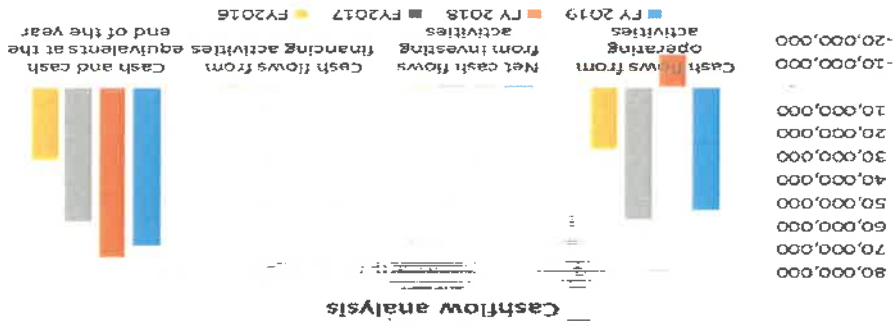 Cashflow analysis
80,000,000
70,000,000
60,000,000
50,000,000
40,000,000
30,000,000
20,000,000
10,000,000
-10,000,000
-20,000,000
Cash flows from
operating
activities
Net cash flows
from investing
activities
Cash flows from
financing activities
Cash and cash
equivalents at the
end of the year
FY 2019
FY 2018
FY2017
FY2016